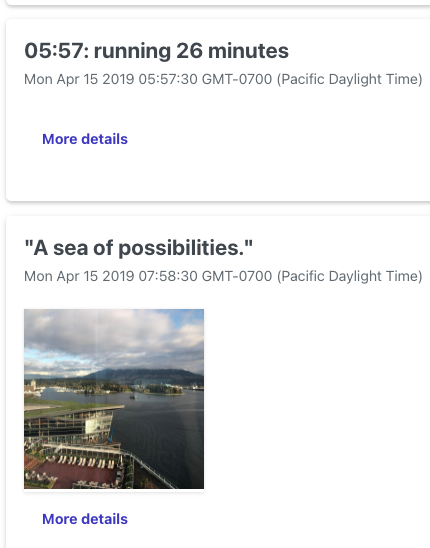 05:57: running 26 minutes
Mon Apr 15 2019 05:57:30 GMT-0700 (Pacific Daylight Time)
More details
"A sea of possibilities."
Mon Apr 15 2019 07:58:30 GMT-0700 (Pacific Daylight Time)
More details